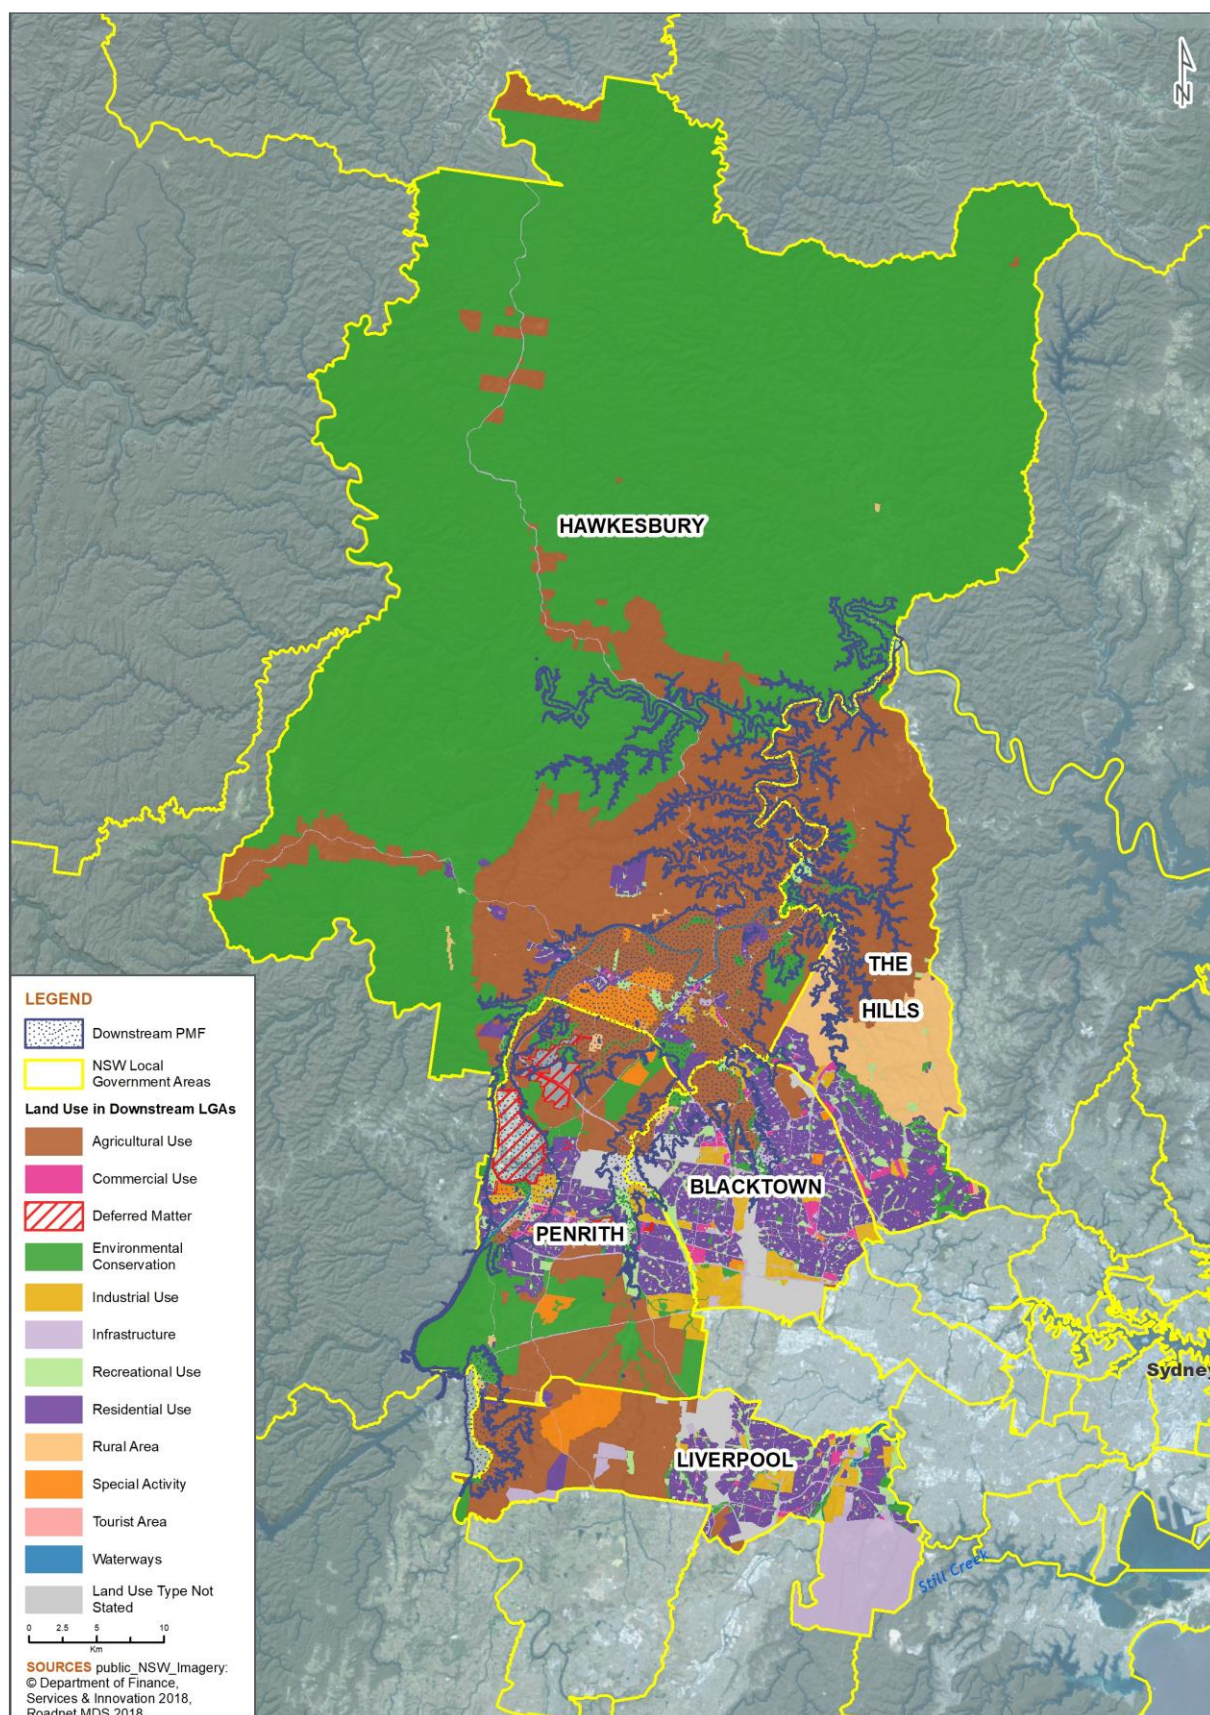 N
HAWKESBURY
THE
HILLS
BLACKTOWN
PENRITH
Sydney
LIVERPOOL
Still Creek
LEGEND
Downstream PMF
NSW Local
Government Areas
Land Use in Downstream LGAs
Agricultural Use
Commercial Use
Deferred Matter
Environmental
Conservation
Industrial Use
Infrastructure
Recreational Use
Residential Use
Rural Area
Special Activity
Tourist Area
Waterways
Land Use Type Not
Stated
0 2.5 5 10
Km
SOURCES public_NSW_Imagery:
© Department of Finance,
Services & Innovation 2018,
Roadnet MDS 2018